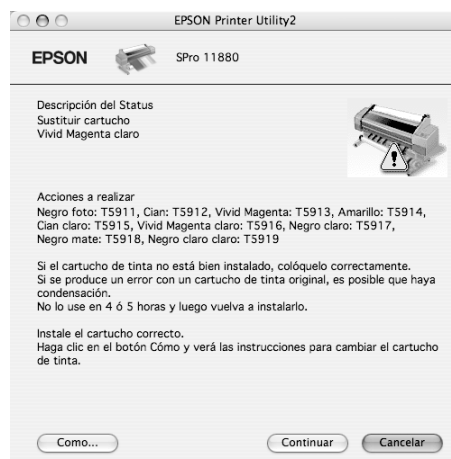 EPSON Printer Utility2
EPSON
SPro 11880
Descripción del Status
Sustituir cartucho
Vivid Magenta claro
Acciones a realizar
Negro foto: T5911, Cian: T5912, Vivid Magenta: T5913, Amarillo: T5914,
Cian claro: T5915, Vivid Magenta claro: T5916, Negro claro: T5917,
Negro mate: T5918, Negro claro claro: T5919
Si el cartucho de tinta no está bien instalado, colóquelo correctamente.
Si se produce un error con un cartucho de tinta original, es posible que haya
condensación.
No lo use en 4 ó 5 horas y luego vuelva a instalarlo.
Instale el cartucho correcto.
Haga clic en el botón Cómo y verá las instrucciones para cambiar el cartucho
de tinta.
Como...
Continuar
Cancelar